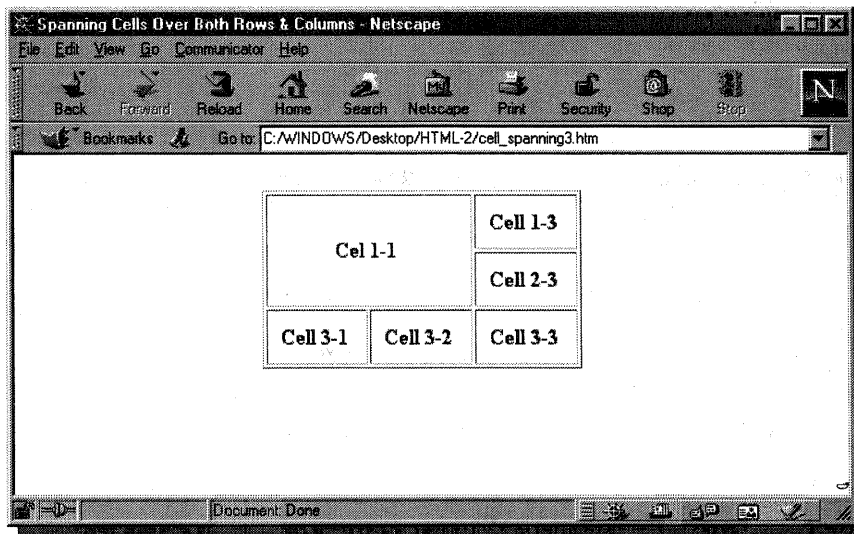 Spanning Cells Over Both Rows & Columns - Netscape
File Edit View Go Communicator Help
Back Forward Reload Home Search Netscape Print Security Shop Stop
N
Bookmarks Go to: C:/WINDOWS/Desktop/HTML-2/cell_spanning3.htm
Cel 1-1 Cell 1-3
Cell 2-3
Cell 3-1 Cell 3-2 Cell 3-3
Document: Done